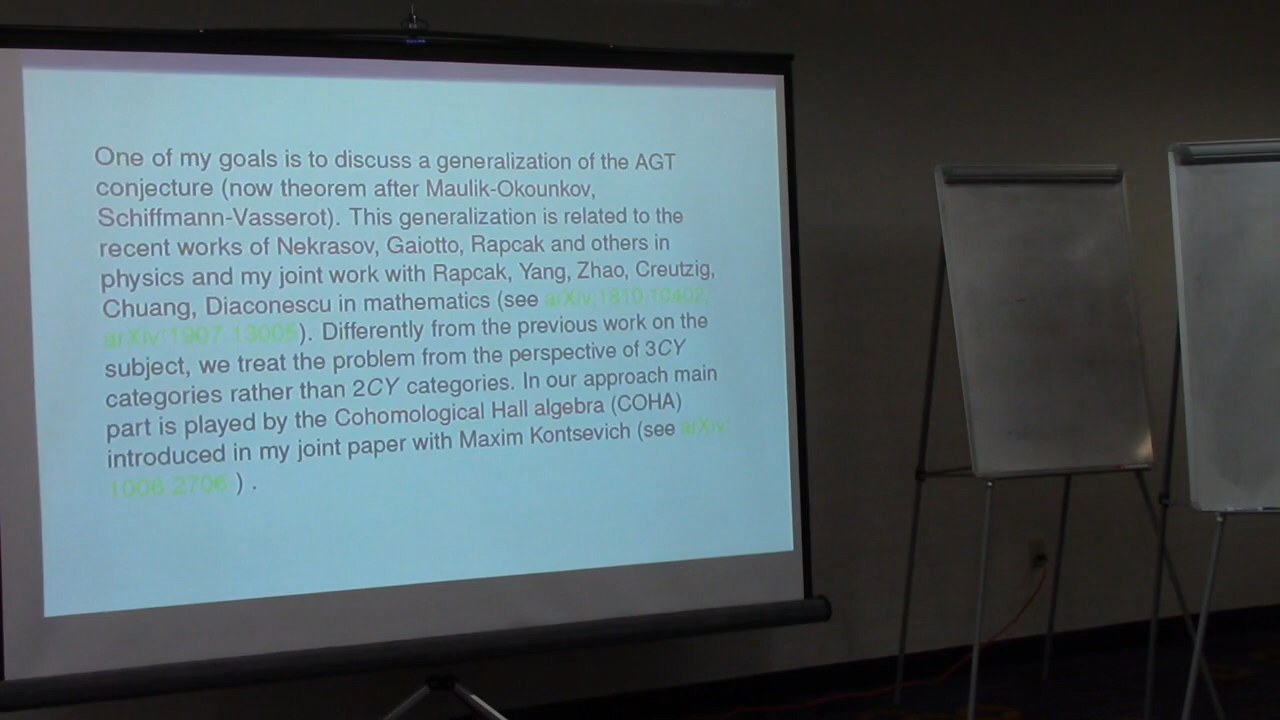 One of my goals is to discuss a generalization of the AGT
conjecture (now theorem after Maulik-Okounkov,
Schiffmann-Vasserot). This generalization is related to the
recent works of Nekrasov, Gaiotto, Rapcak and others in
physics and my joint work with Rapcak, Yang, Zhao, Creutzig,
Chuang, Diaconescu in mathematics (see arXiv:1810.10402,
arXiv:1907.13005). Differently from the previous work on the
subject, we treat the problem from the perspective of 3CY
categories rather than 2CY categories. In our approach main
part is played by the Cohomological Hall algebra (COHA)
introduced in my joint paper with Maxim Kontsevich (see arXiv:
1006.2706 ) .